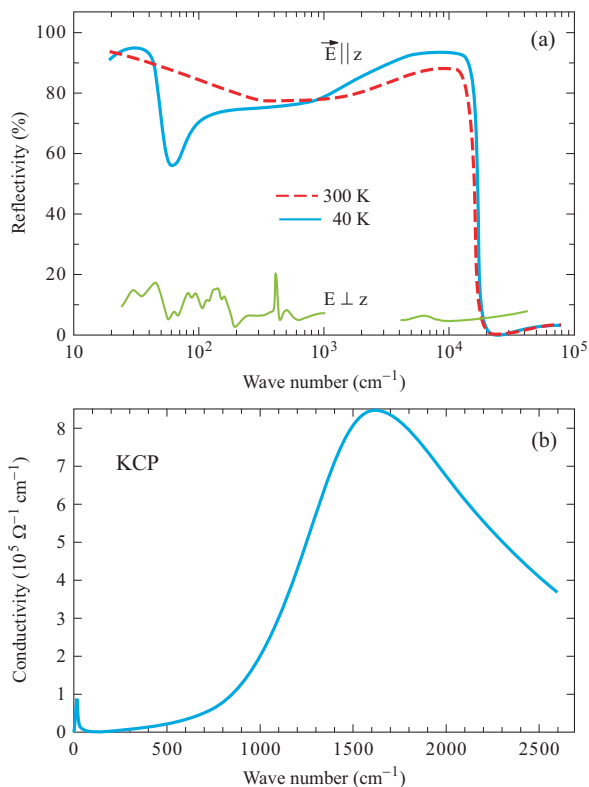 100
80
60
40
20
0
Reflectivity (%)
E || z
(a)
300 K
40 K
E ⊥ z
10 10² 10³ 10⁴ 10⁵
Wave number (cm⁻¹)
8
7
6
5
4
3
2
1
0
Conductivity (10⁵ Ω⁻¹ cm⁻¹)
KCP
(b)
0 500 1000 1500 2000 2500
Wave number (cm⁻¹)